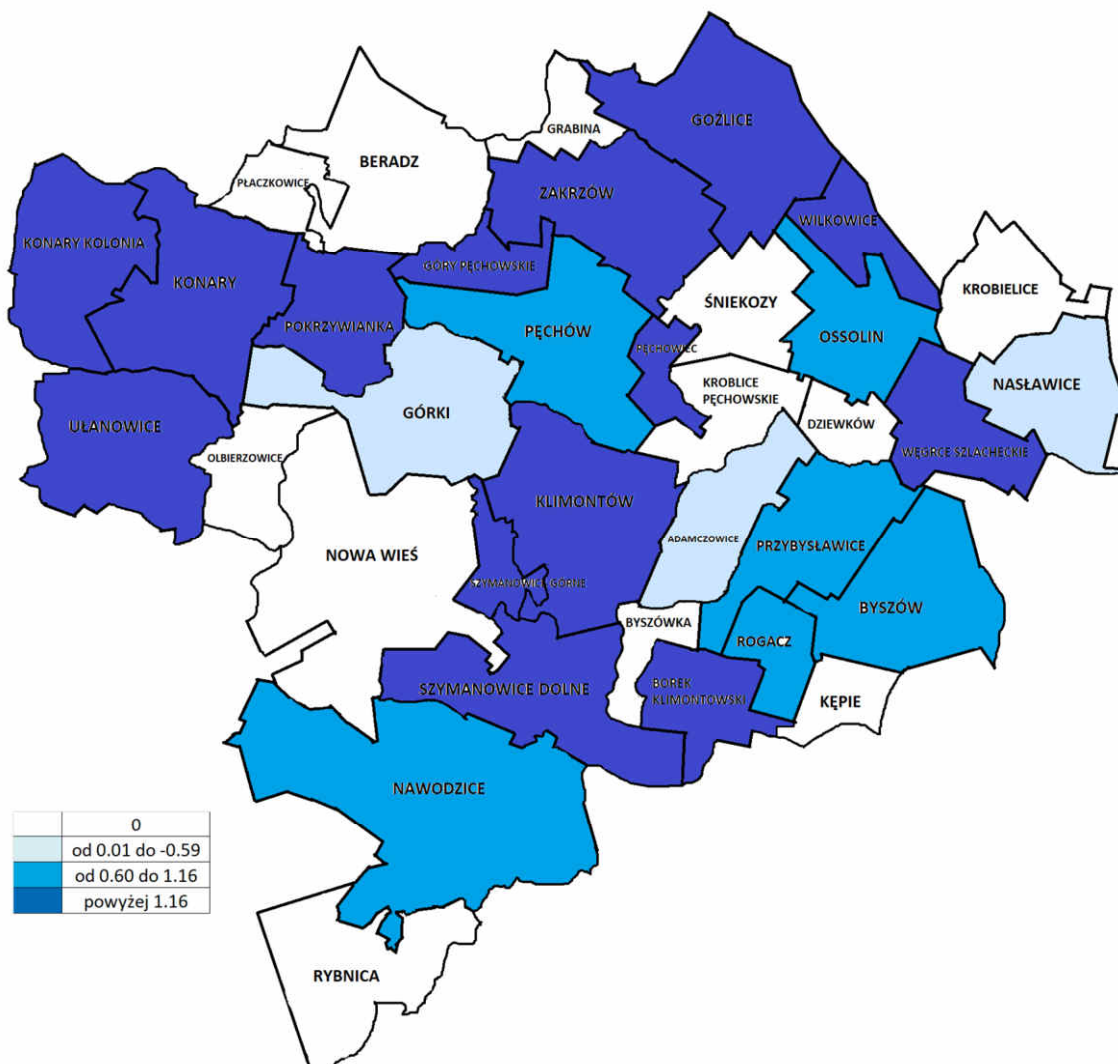 GOŹLICE
GRABINA
BERADZ
PŁACZKOWICE
ZAKRZÓW
WILKOWICE
KONARY KOLONIA
KONARY
GÓRY PĘCHOWSKIE
KROBIELICE
ŚNIEKOZY
POKRZYWIANKA
PĘCHÓW
OSSOLIN
PĘCHOWIEC
NASŁAWICE
KROBLICE
PĘCHOWSKIE
GÓRKI
UŁANOWICE
DZIEWKÓW
OLBIERZOWICE
WĘGRCE SZLACHECKIE
KLIMONTÓW
ADAMCZOWICE
PRZYBYSŁAWICE
NOWA WIEŚ
SZYMANOWICE GÓRNE
BYSZÓW
BYSZÓWKA
ROGACZ
SZYMANOWICE DOLNE
BOREK
KLIMONTOWSKI
KĘPIE
NAWODZICE
0
od 0.01 do -0.59
od 0.60 do 1.16
powyżej 1.16
RYBNICA